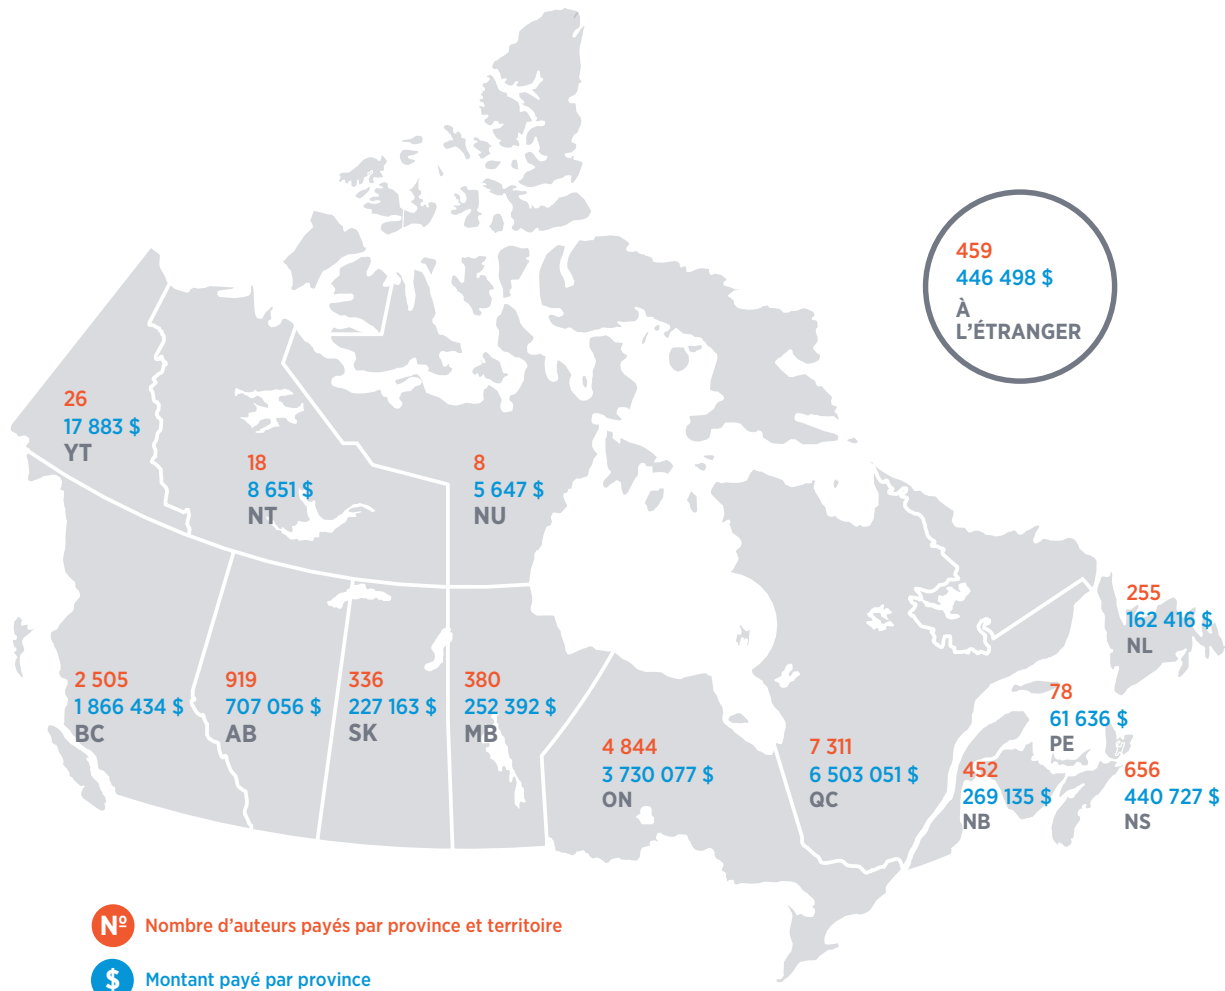 459
446 498 $
À
L'ÉTRANGER
26
17 883 $
YT
18
8 651 $
NT
8
5 647 $
NU
255
162 416 $
NL
2 505
1 866 434 $
BC
919
707 056 $
AB
336
227 163 $
SK
380
252 392 $
MB
4 844
3 730 077 $
ON
7 311
6 503 051 $
QC
78
61 636 $
PE
452
269 135 $
NB
656
440 727 $
NS
Nº Nombre d'auteurs payés par province et territoire
$ Montant payé par province